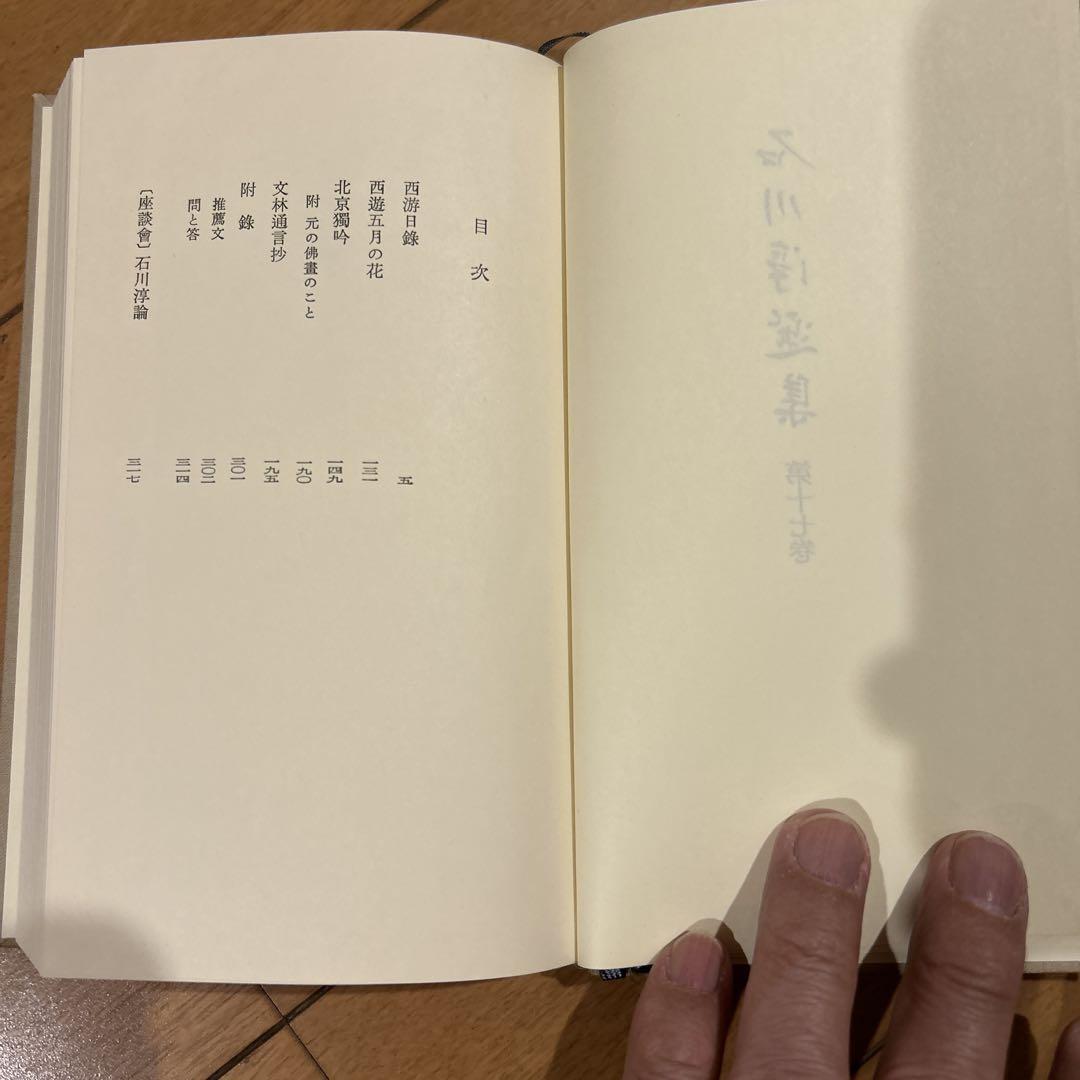 石川淳選集 第十七卷
目次
西游日錄 五
西遊五月の花 一三一
北京獨吟 一四九
附 元の佛畫のこと 一九〇
文林通言抄 一九五
附錄 三〇一
推薦文 三〇二
問と答 三一四
〔座談會〕石川淳論 三一七